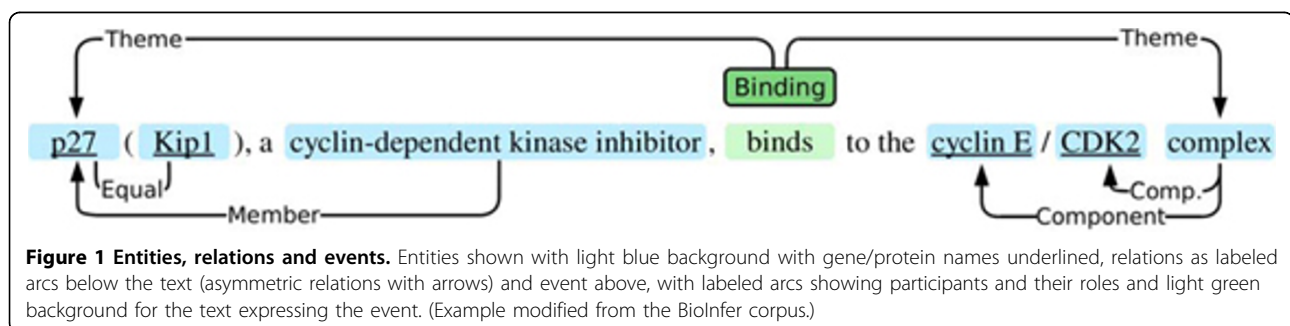 Theme Theme
Binding
p27 ( Kip1 ), a cyclin-dependent kinase inhibitor , binds to the cyclin E / CDK2 complex
Equal Comp.
Member Component
Figure 1 Entities, relations and events. Entities shown with light blue background with gene/protein names underlined, relations as labeled
arcs below the text (asymmetric relations with arrows) and event above, with labeled arcs showing participants and their roles and light green
background for the text expressing the event. (Example modified from the BioInfer corpus.)